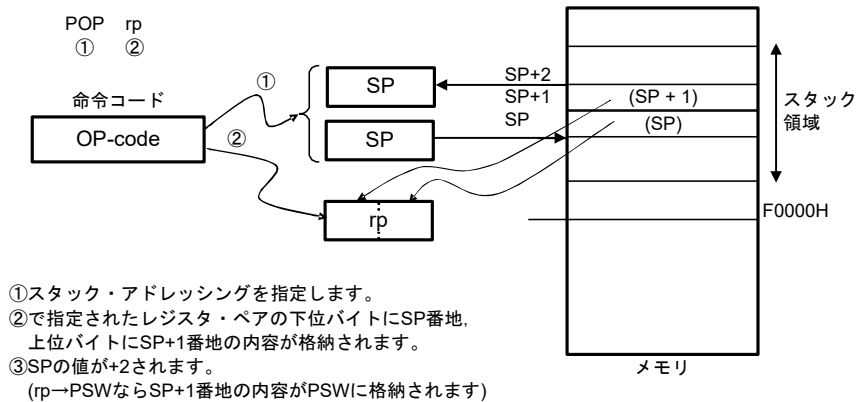 POP rp
① ②
命令コード
OP-code
①
②
SP
SP
rp
SP+2
SP+1
SP
(SP + 1)
(SP)
スタック
領域
F0000H
メモリ
①スタック・アドレッシングを指定します。
②で指定されたレジスタ・ペアの下位バイトにSP番地,
上位バイトにSP+1番地の内容が格納されます。
③SPの値が+2されます。
(rp→PSWならSP+1番地の内容がPSWに格納されます)